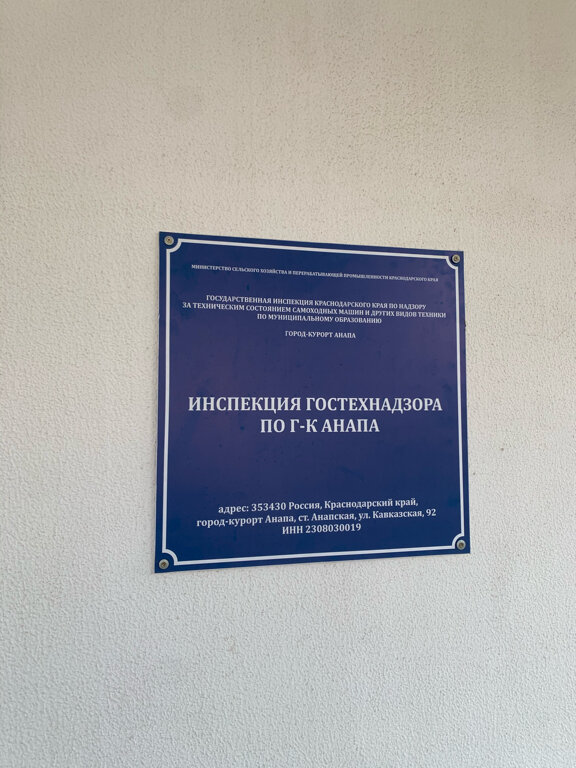 МИНИСТЕРСТВО СЕЛЬСКОГО ХОЗЯЙСТВА И ПЕРЕРАБАТЫВАЮЩЕЙ ПРОМЫШЛЕННОСТИ КРАСНОДАРСКОГО КРАЯ
ГОСУДАРСТВЕННАЯ ИНСПЕКЦИЯ КРАСНОДАРСКОГО КРАЯ ПО НАДЗОРУ
ЗА ТЕХНИЧЕСКИМ СОСТОЯНИЕМ САМОХОДНЫХ МАШИН И ДРУГИХ ВИДОВ ТЕХНИКИ
ПО МУНИЦИПАЛЬНОМУ ОБРАЗОВАНИЮ
ГОРОД-КУРОРТ АНАПА
ИНСПЕКЦИЯ ГОСТЕХНАДЗОРА
ПО Г-К АНАПА
адрес: 353430 Россия, Краснодарский край,
город-курорт Анапа, ст. Анапская, ул. Кавказская, 92
ИНН 2308030019